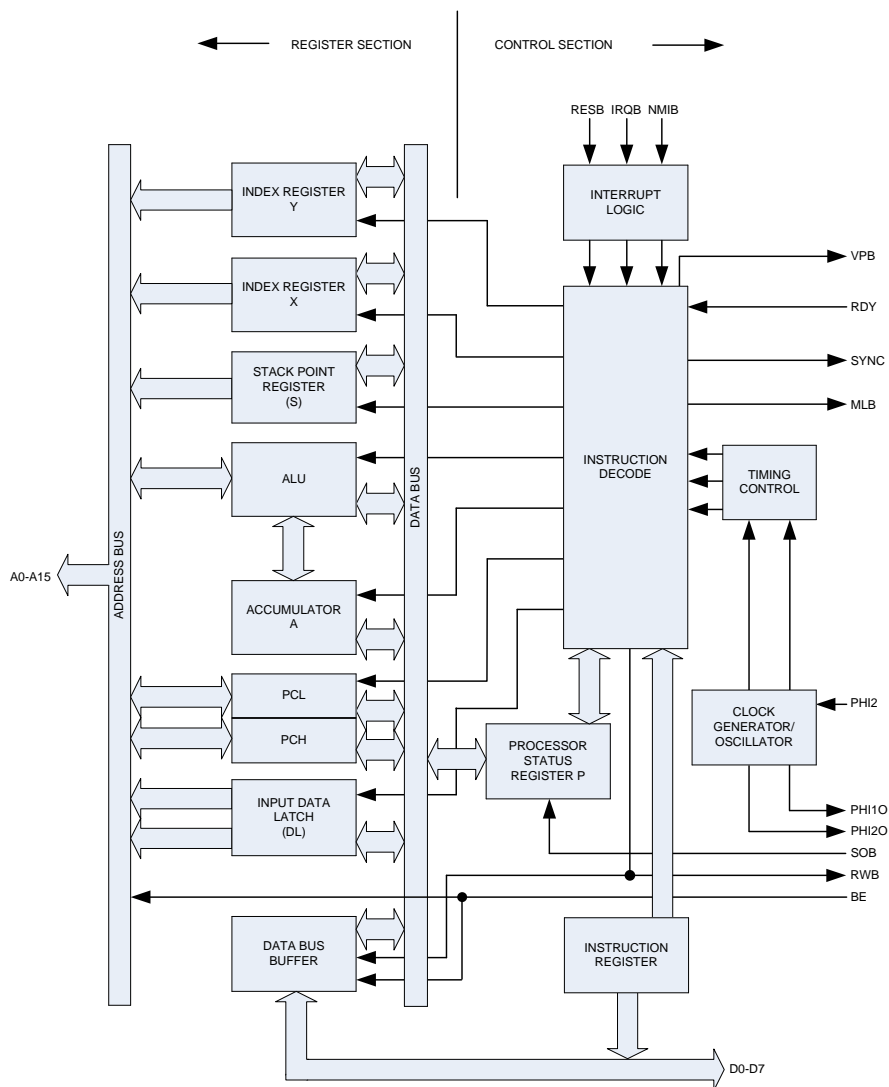 REGISTER SECTION
CONTROL SECTION
RESB IRQB NMIB
INTERRUPT
LOGIC
INDEX REGISTER
Y
VPB
INDEX REGISTER
X
RDY
STACK POINT
REGISTER
(S)
SYNC
MLB
ALU
INSTRUCTION
DECODE
TIMING
CONTROL
DATA BUS
ADDRESS BUS
A0-A15
ACCUMULATOR
A
PCL
PCH
PROCESSOR
STATUS
REGISTER P
CLOCK
GENERATOR/
OSCILLATOR
PHI2
INPUT DATA
LATCH
(DL)
PHI1O
PHI2O
SOB
RWB
BE
DATA BUS
BUFFER
INSTRUCTION
REGISTER
D0-D7